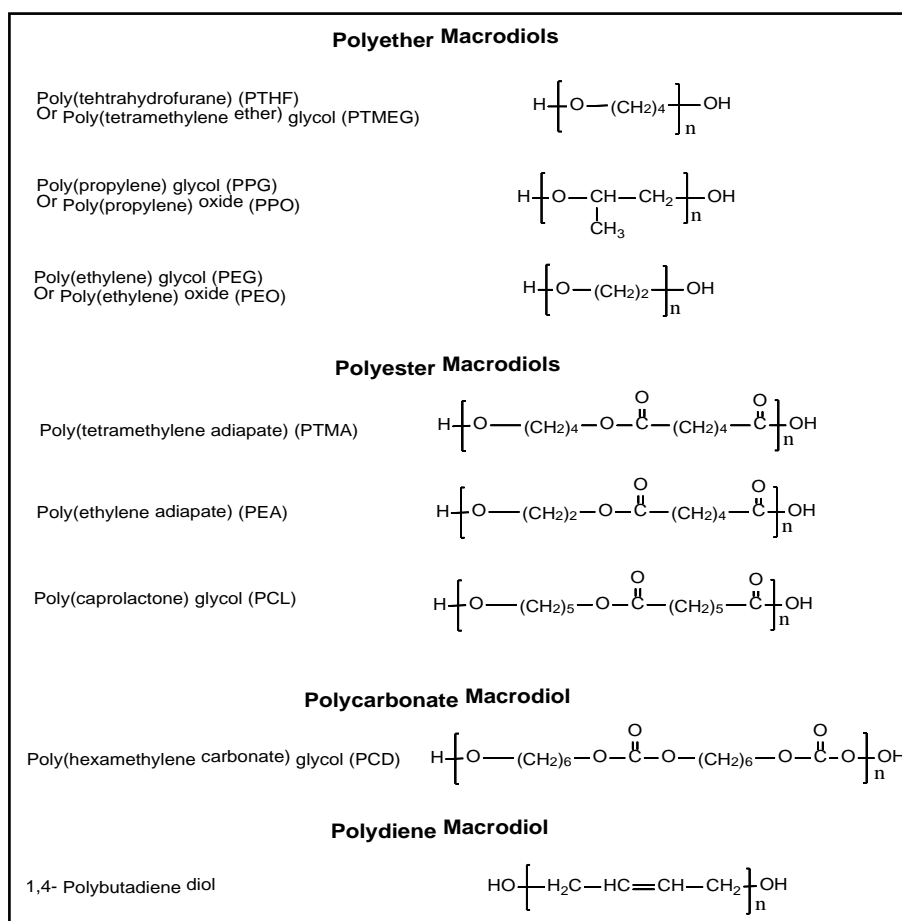 Polyether Macrodiols
Poly(tehtrahydrofurane) (PTHF)
Or Poly(tetramethylene ether) glycol (PTMEG)
H O (CH2)4 OH
n
Poly(propylene) glycol (PPG)
Or Poly(propylene) oxide (PPO)
H O CH CH2 OH
n
CH3
Poly(ethylene) glycol (PEG)
Or Poly(ethylene) oxide (PEO)
H O (CH2)2 OH
n
Polyester Macrodiols
Poly(tetramethylene adiapate) (PTMA)
O O
H O (CH2)4 O C (CH2)4 C OH
n
Poly(ethylene adiapate) (PEA)
O O
H O (CH2)2 O C (CH2)4 C OH
n
Poly(caprolactone) glycol (PCL)
O O
H O (CH2)5 O C (CH2)5 C OH
n
Polycarbonate Macrodiol
Poly(hexamethylene carbonate) glycol (PCD)
O O
H O (CH2)6 O C O (CH2)6 O C O OH
n
Polydiene Macrodiol
1,4- Polybutadiene diol
HO H2C HC CH CH2 OH
n